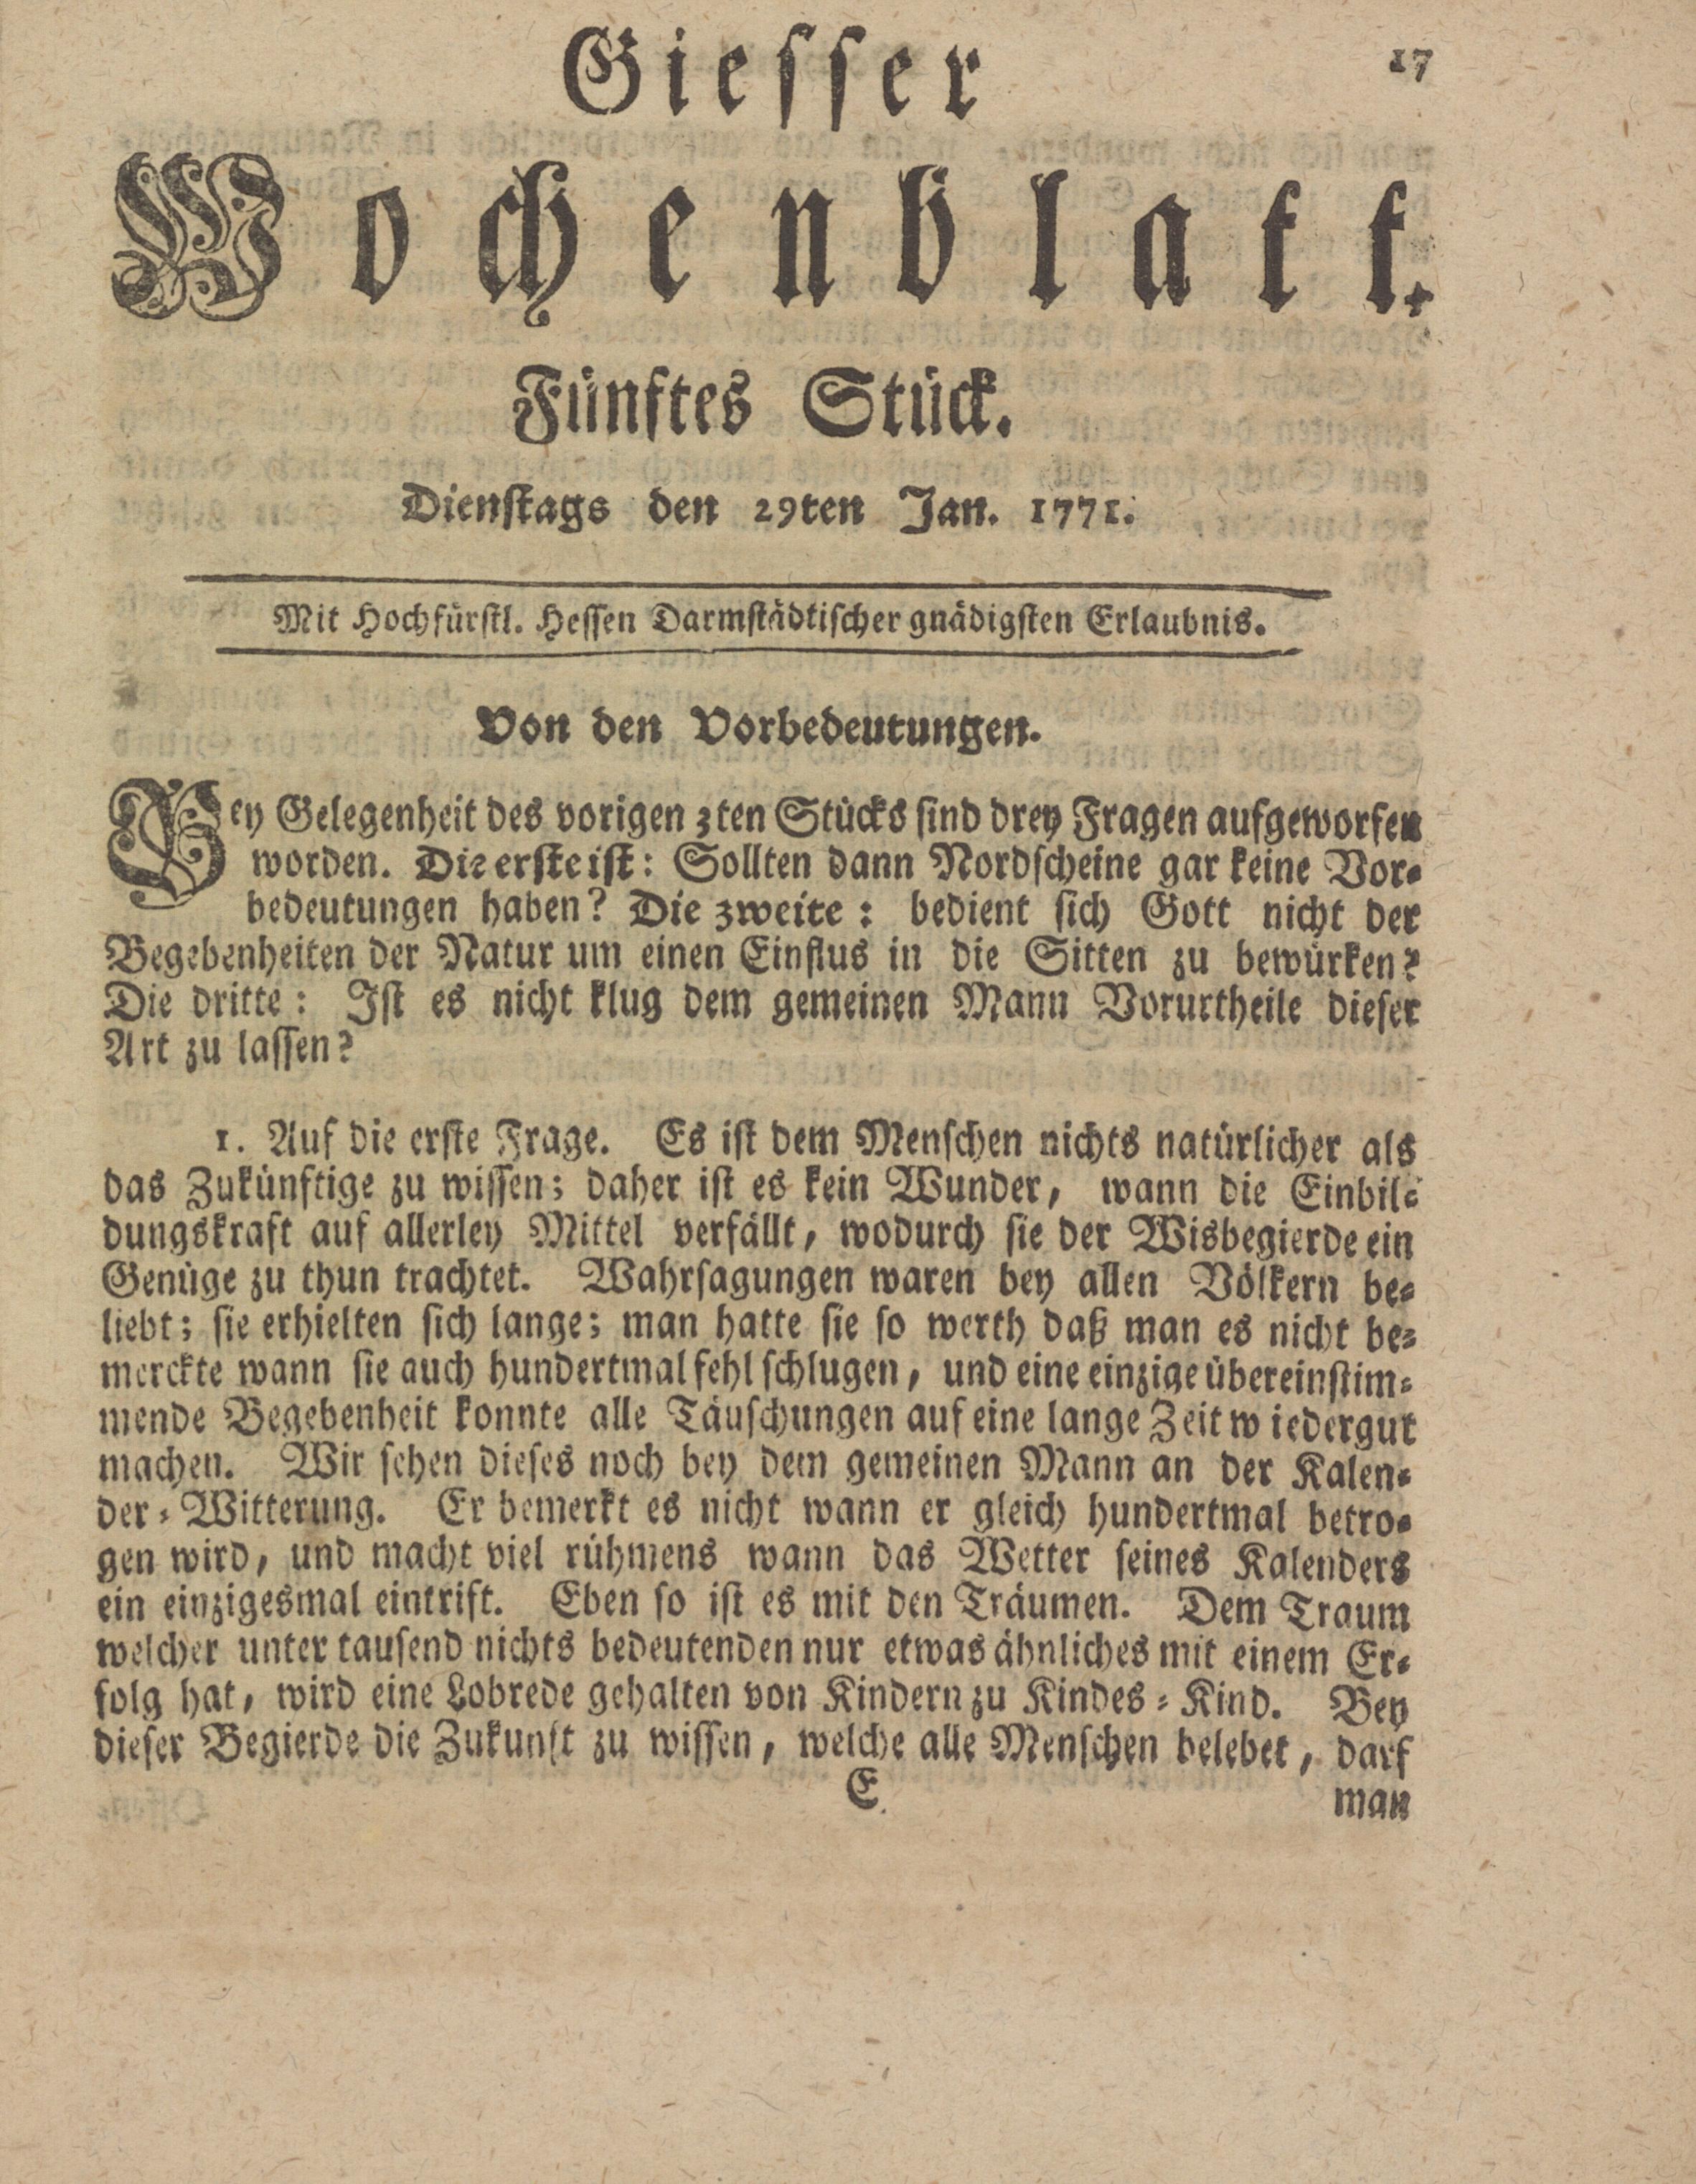 Giesser
17
Wochenblatt.
Fünftes Stück.
Dienstags den 29ten Jan. 1771.
Mit Hochfürstl. Hessen Darmstädtischer gnädigsten Erlaubnis.
Von den Vorbedeutungen.
Bey Gelegenheit des vorigen 3ten Stücks sind drey Fragen aufgeworfen
worden. Die erste ist: Sollten dann Nordscheine gar keine Vor-
bedeutungen haben? Die zweite: bedient sich Gott nicht der
Begebenheiten der Natur um einen Einflus in die Sitten zu bewürken?
Die dritte: Ist es nicht klug dem gemeinen Mann Vorurtheile dieser
Art zu lassen?
1. Auf die erste Frage. Es ist dem Menschen nichts natürlicher als
das Zukünftige zu wissen; daher ist es kein Wunder, wann die Einbil-
dungskraft auf allerley Mittel verfällt, wodurch sie der Wisbegierde ein
Genüge zu thun trachtet. Wahrsagungen waren bey allen Völkern be-
liebt; sie erhielten sich lange; man hatte sie so werth daß man es nicht be-
merckte wann sie auch hundertmal fehl schlugen, und eine einzige übereinstim-
mende Begebenheit konnte alle Täuschungen auf eine lange Zeit w iedergut
machen. Wir sehen dieses noch bey dem gemeinen Mann an der Kalen-
der-Witterung. Er bemerkt es nicht wann er gleich hundertmal betro-
gen wird, und macht viel rühmens wann das Wetter seines Kalenders
ein einzigesmal eintrift. Eben so ist es mit den Träumen. Dem Traum
welcher unter tausend nichts bedeutenden nur etwas ähnliches mit einem Er-
folg hat, wird eine Lobrede gehalten von Kindern zu Kindes-Kind. Bey
dieser Begierde die Zukunft zu wissen, welche alle Menschen belebet, darf
E
man